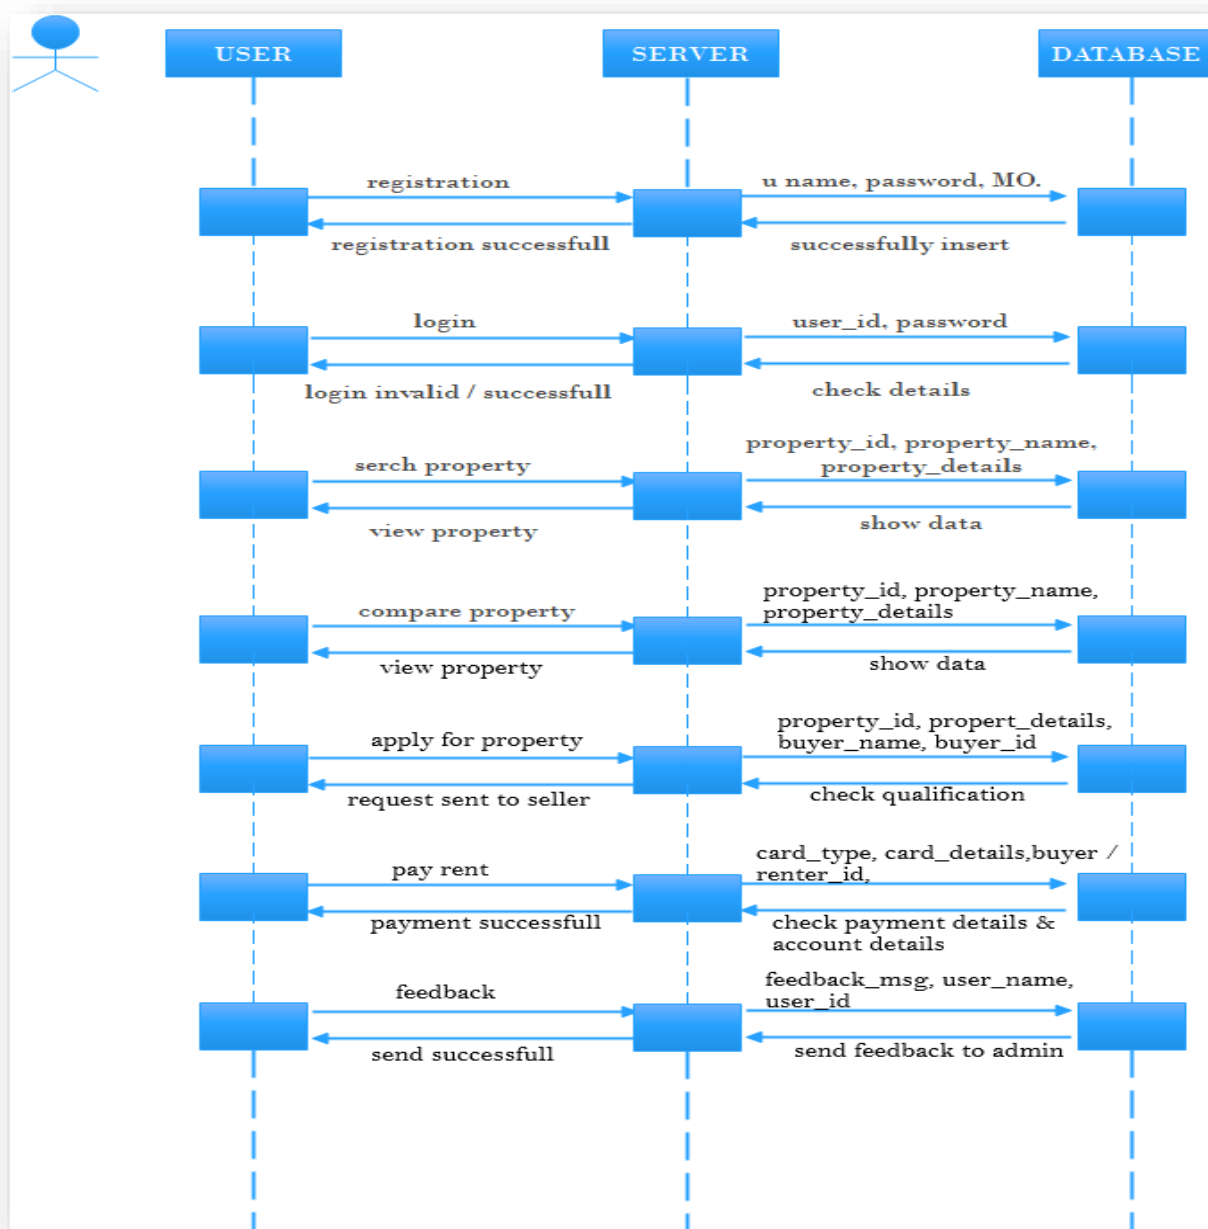 USER
SERVER
DATABASE
registration
u name, password, MO.
registration successfull
successfully insert
login
user_id, password
login invalid / successfull
check details
serch property
property_id, property_name,
property_details
view property
show data
compare property
property_id, property_name,
property_details
view property
show data
apply for property
property_id, propert_details,
buyer_name, buyer_id
request sent to seller
check qualification
pay rent
card_type, card_details,buyer /
renter_id,
payment successfull
check payment details &
account details
feedback
feedback_msg, user_name,
user_id
send successfull
send feedback to admin